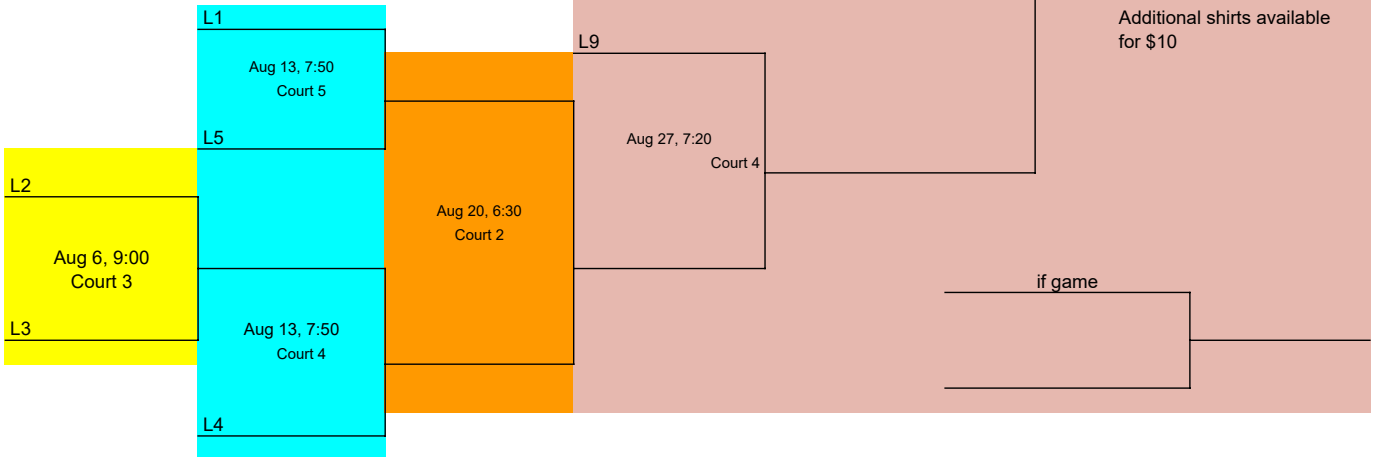 L1
Additional shirts available
for $10
L9
Aug 13, 7:50
Court 5
L5
Aug 27, 7:20
Court 4
L2
Aug 20, 6:30
Court 2
Aug 6, 9:00
Court 3
if game
L3
Aug 13, 7:50
Court 4
L4